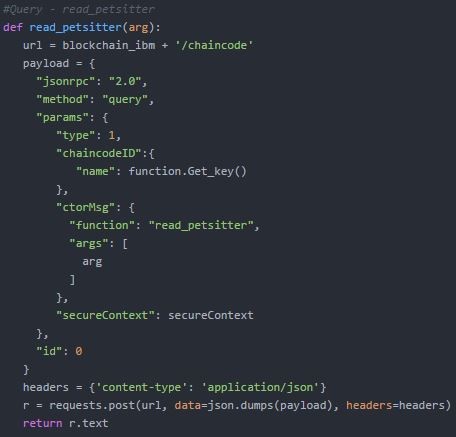 #Query - read_petsitter
def read_petsitter(arg):
url = blockchain_ibm + '/chaincode'
payload = {
"jsonrpc": "2.0",
"method": "query",
"params": {
"type": 1,
"chaincodeID":{
"name": function.Get_key()
},
"ctorMsg": {
"function": "read_petsitter",
"args": [
arg
]
},
"secureContext": secureContext
},
"id": 0
}
headers = {'content-type': 'application/json'}
r = requests.post(url, data=json.dumps(payload), headers=headers)
return r.text